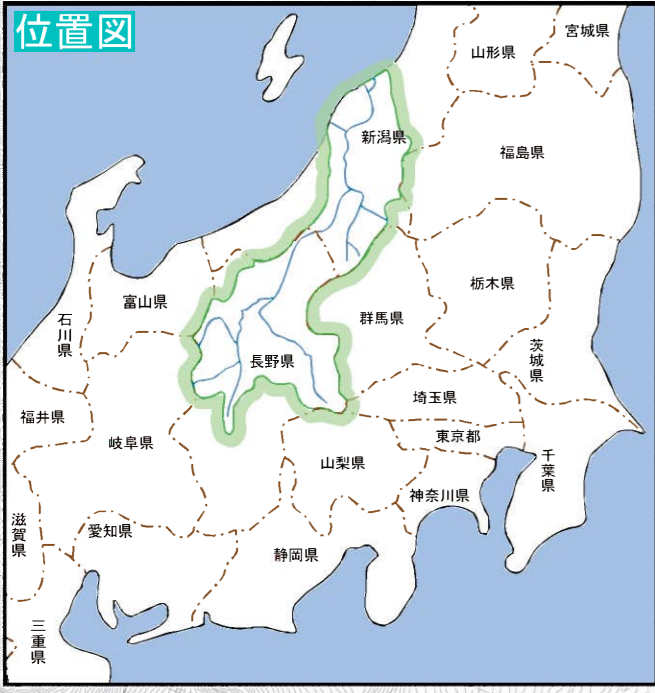 位置図
宮城県
山形県
新潟県
福島県
栃木県
富山県
群馬県
石川県
茨城県
長野県
埼玉県
福井県
岐阜県
東京都
山梨県
千葉県
神奈川県
滋賀県
愛知県
静岡県
三重県